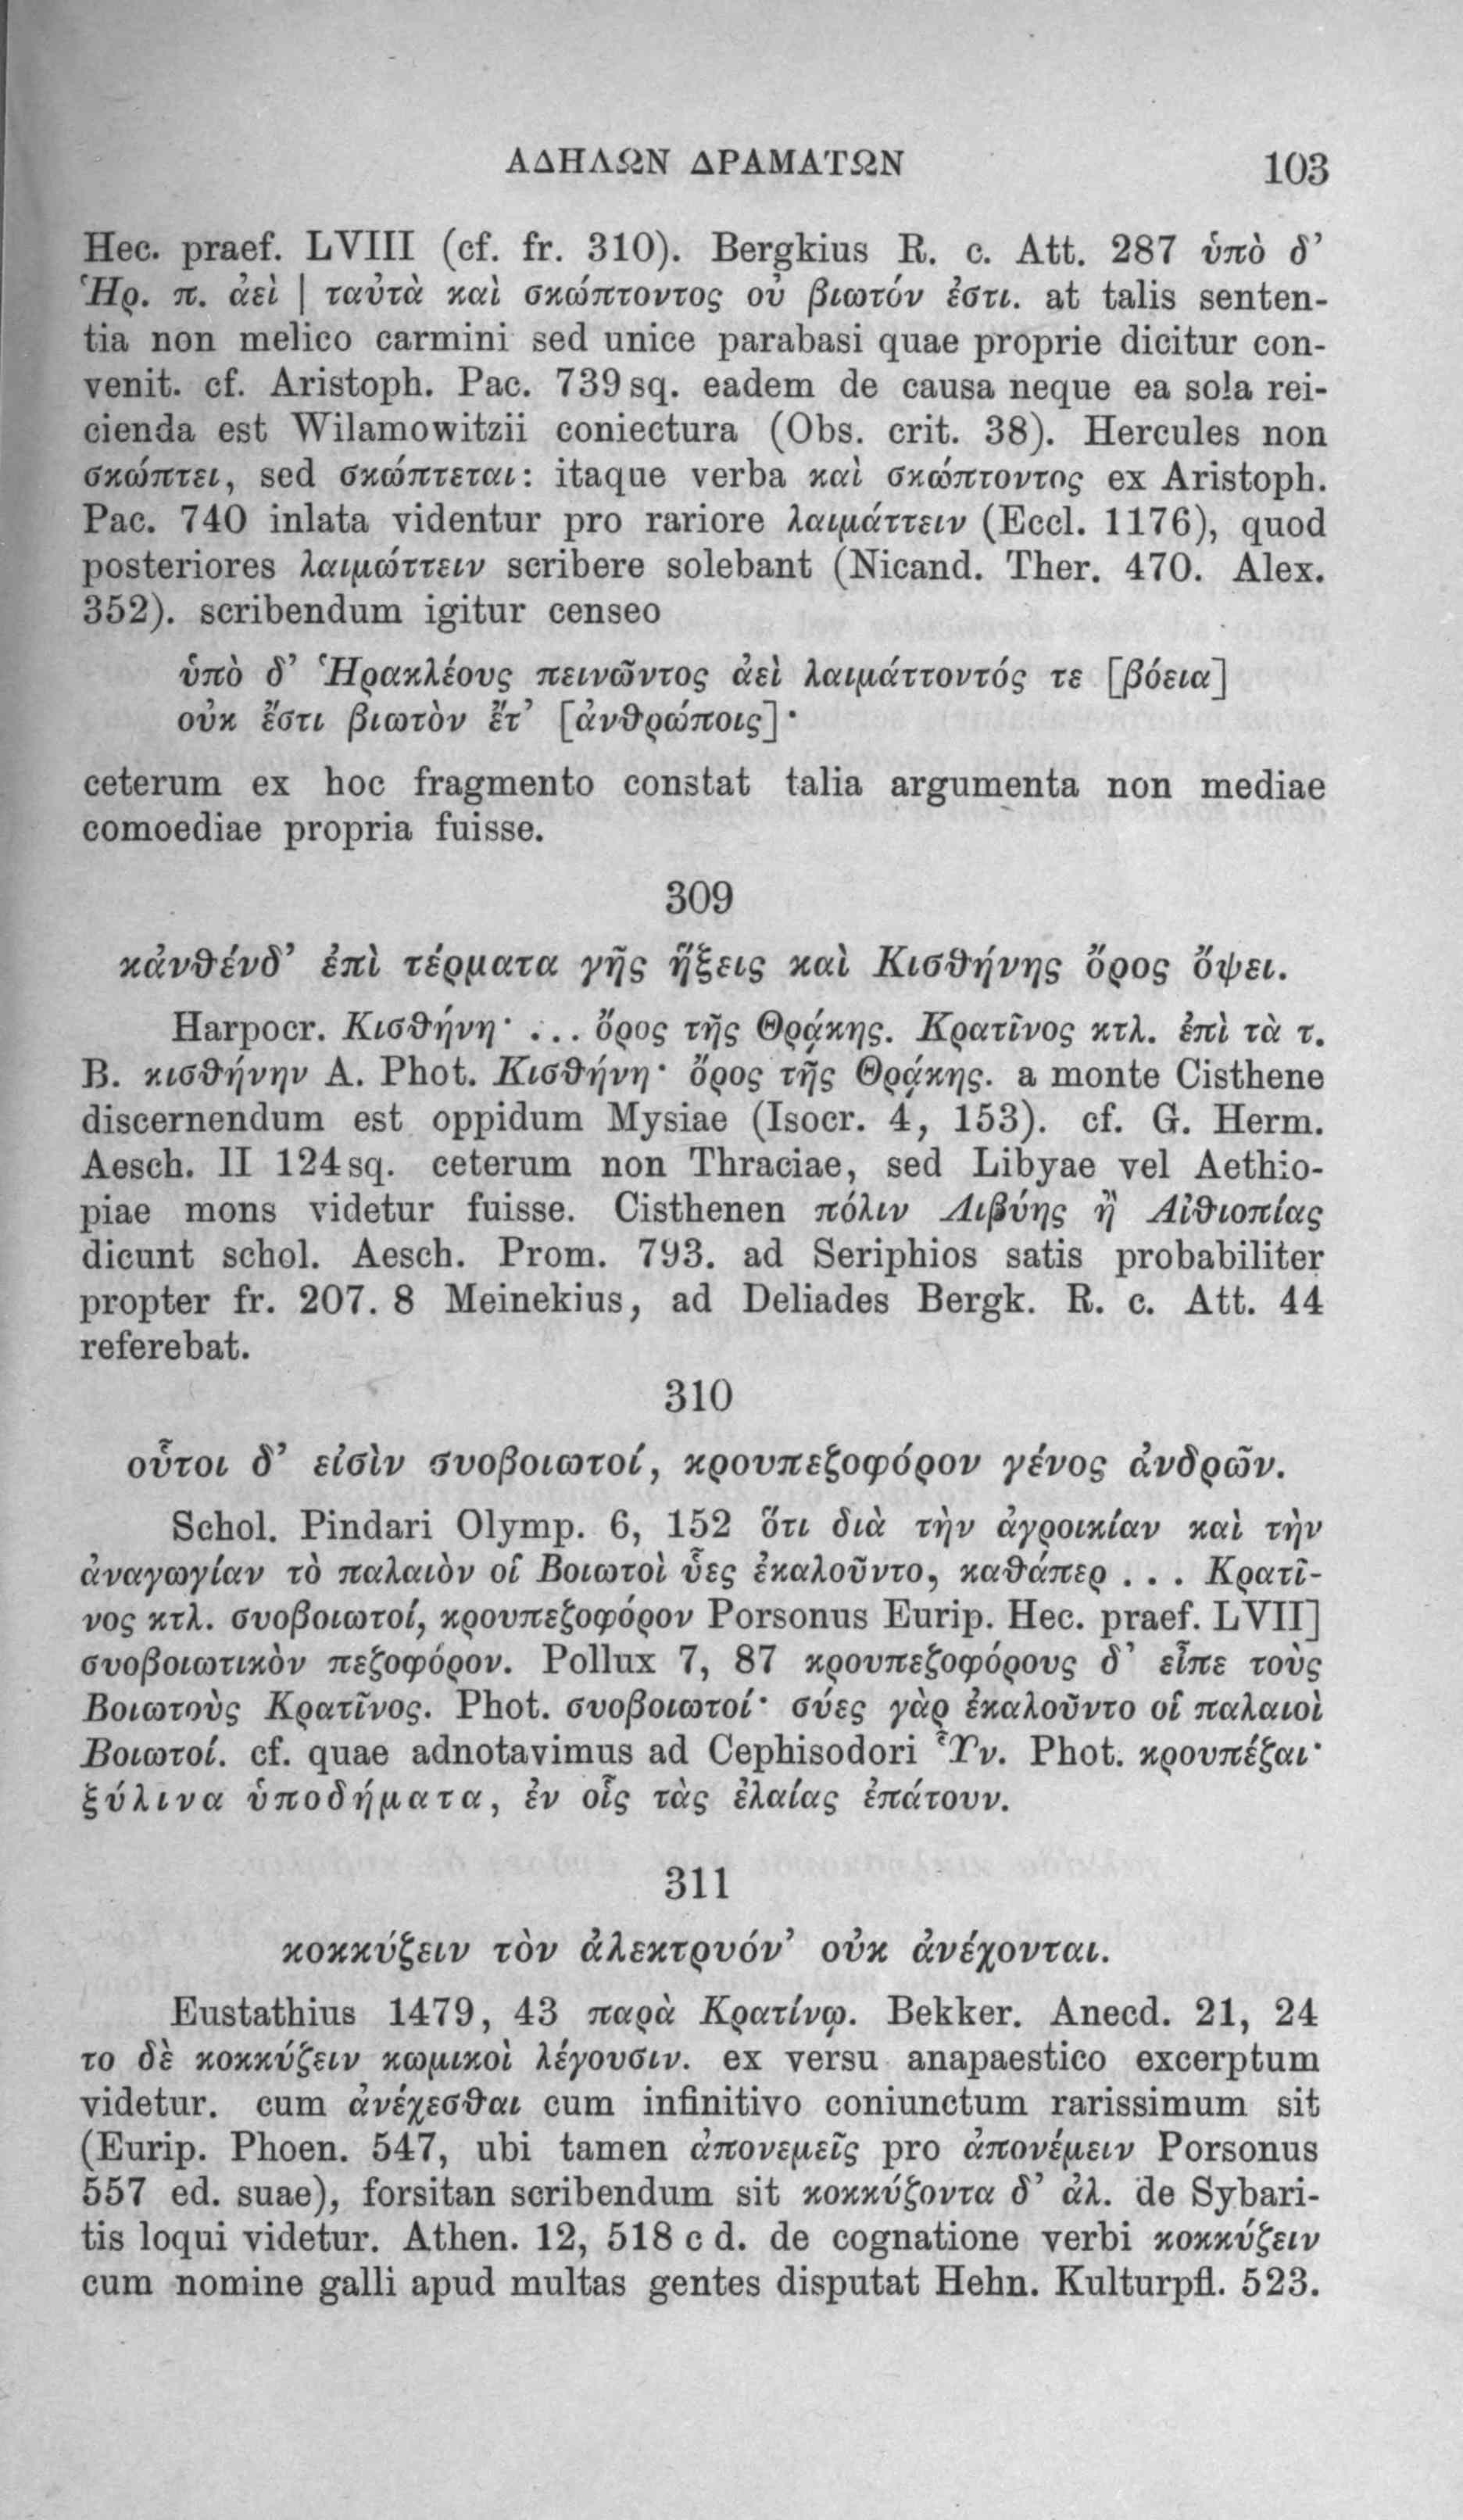 ΑΔΗΛΩΝ ΔΡΑΜΑΤΩΝ 103
Hec. praef. LVIII (cf. fr. 310). Bergkius R. c. Att. 287 ὑπὸ δ’
Ἡρ. π. ἀεὶ | ταὐτὰ καὶ σκώπτοντος οὐ βιωτόν ἐστι. at talis senten-
tia non melico carmini sed unice parabasi quae proprie dicitur con-
venit. cf. Aristoph. Pac. 739 sq. eadem de causa neque ea sola rei-
cienda est Wilamowitzii coniectura (Obs. crit. 38). Hercules non
σκώπτει, sed σκώπτεται: itaque verba καὶ σκώπτοντος ex Aristoph.
Pac. 740 inlata videntur pro rariore λαιμάττειν (Eccl. 1176), quod
posteriores λαιμώττειν scribere solebant (Nicand. Ther. 470. Alex.
352). scribendum igitur censeo
ὑπὸ δ’ Ἡρακλέους πεινῶντος ἀεὶ λαιμάττοντός τε [βόεια]
οὐκ ἔστι βιωτὸν ἔτ’ [ἀνθρώποις]·
ceterum ex hoc fragmento constat talia argumenta non mediae
comoediae propria fuisse.
309
κἀνθένδ’ ἐπὶ τέρματα γῆς ἥξεις καὶ Κισθήνης ὄρος ὄψει.
Harpocr. Κισθήνη· ... ὄρος τῆς Θρᾴκης. Κρατῖνος κτλ. ἐπὶ τὰ τ.
B. κισθήνην A. Phot. Κισθήνη· ὄρος τῆς Θρᾴκης. a monte Cisthene
discernendum est oppidum Mysiae (Isocr. 4, 153). cf. G. Herm.
Aesch. II 124 sq. ceterum non Thraciae, sed Libyae vel Aethio-
piae mons videtur fuisse. Cisthenen πόλιν Λιβύης ἢ Αἰθιοπίας
dicunt schol. Aesch. Prom. 793. ad Seriphios satis probabiliter
propter fr. 207. 8 Meinekius, ad Deliades Bergk. R. c. Att. 44
referebat.
310
οὗτοι δ’ εἰσὶν συοβοιωτοί, κρουπεζοφόρον γένος ἀνδρῶν.
Schol. Pindari Olymp. 6, 152 ὅτι διὰ τὴν ἀγροικίαν καὶ τὴν
ἀναγωγίαν τὸ παλαιὸν οἱ Βοιωτοὶ ὗες ἐκαλοῦντο, καθάπερ ... Κρατῖ-
νος κτλ. συοβοιωτοί, κρουπεζοφόρον Porsonus Eurip. Hec. praef. LVII]
συοβοιωτικὸν πεζοφόρον. Pollux 7, 87 κρουπεζοφόρους δ’ εἶπε τοὺς
Βοιωτοὺς Κρατῖνος. Phot. συοβοιωτοί· σύες γὰρ ἐκαλοῦντο οἱ παλαιοὶ
Βοιωτοί. cf. quae adnotavimus ad Cephisodori Ὗν. Phot. κρουπέζαι·
ξύλινα ὑποδήματα, ἐν οἷς τὰς ἐλαίας ἐπάτουν.
311
κοκκύζειν τὸν ἀλεκτρυόν’ οὐκ ἀνέχονται.
Eustathius 1479, 43 παρὰ Κρατίνῳ. Bekker. Anecd. 21, 24
το δὲ κοκκύζειν κωμικοὶ λέγουσιν. ex versu anapaestico excerptum
videtur. cum ἀνέχεσθαι cum infinitivo coniunctum rarissimum sit
(Eurip. Phoen. 547, ubi tamen ἀπονεμεῖς pro ἀπονέμειν Porsonus
557 ed. suae), forsitan scribendum sit κοκκύζοντα δ’ ἀλ. de Sybari-
tis loqui videtur. Athen. 12, 518 c d. de cognatione verbi κοκκύζειν
cum nomine galli apud multas gentes disputat Hehn. Kulturpfl. 523.